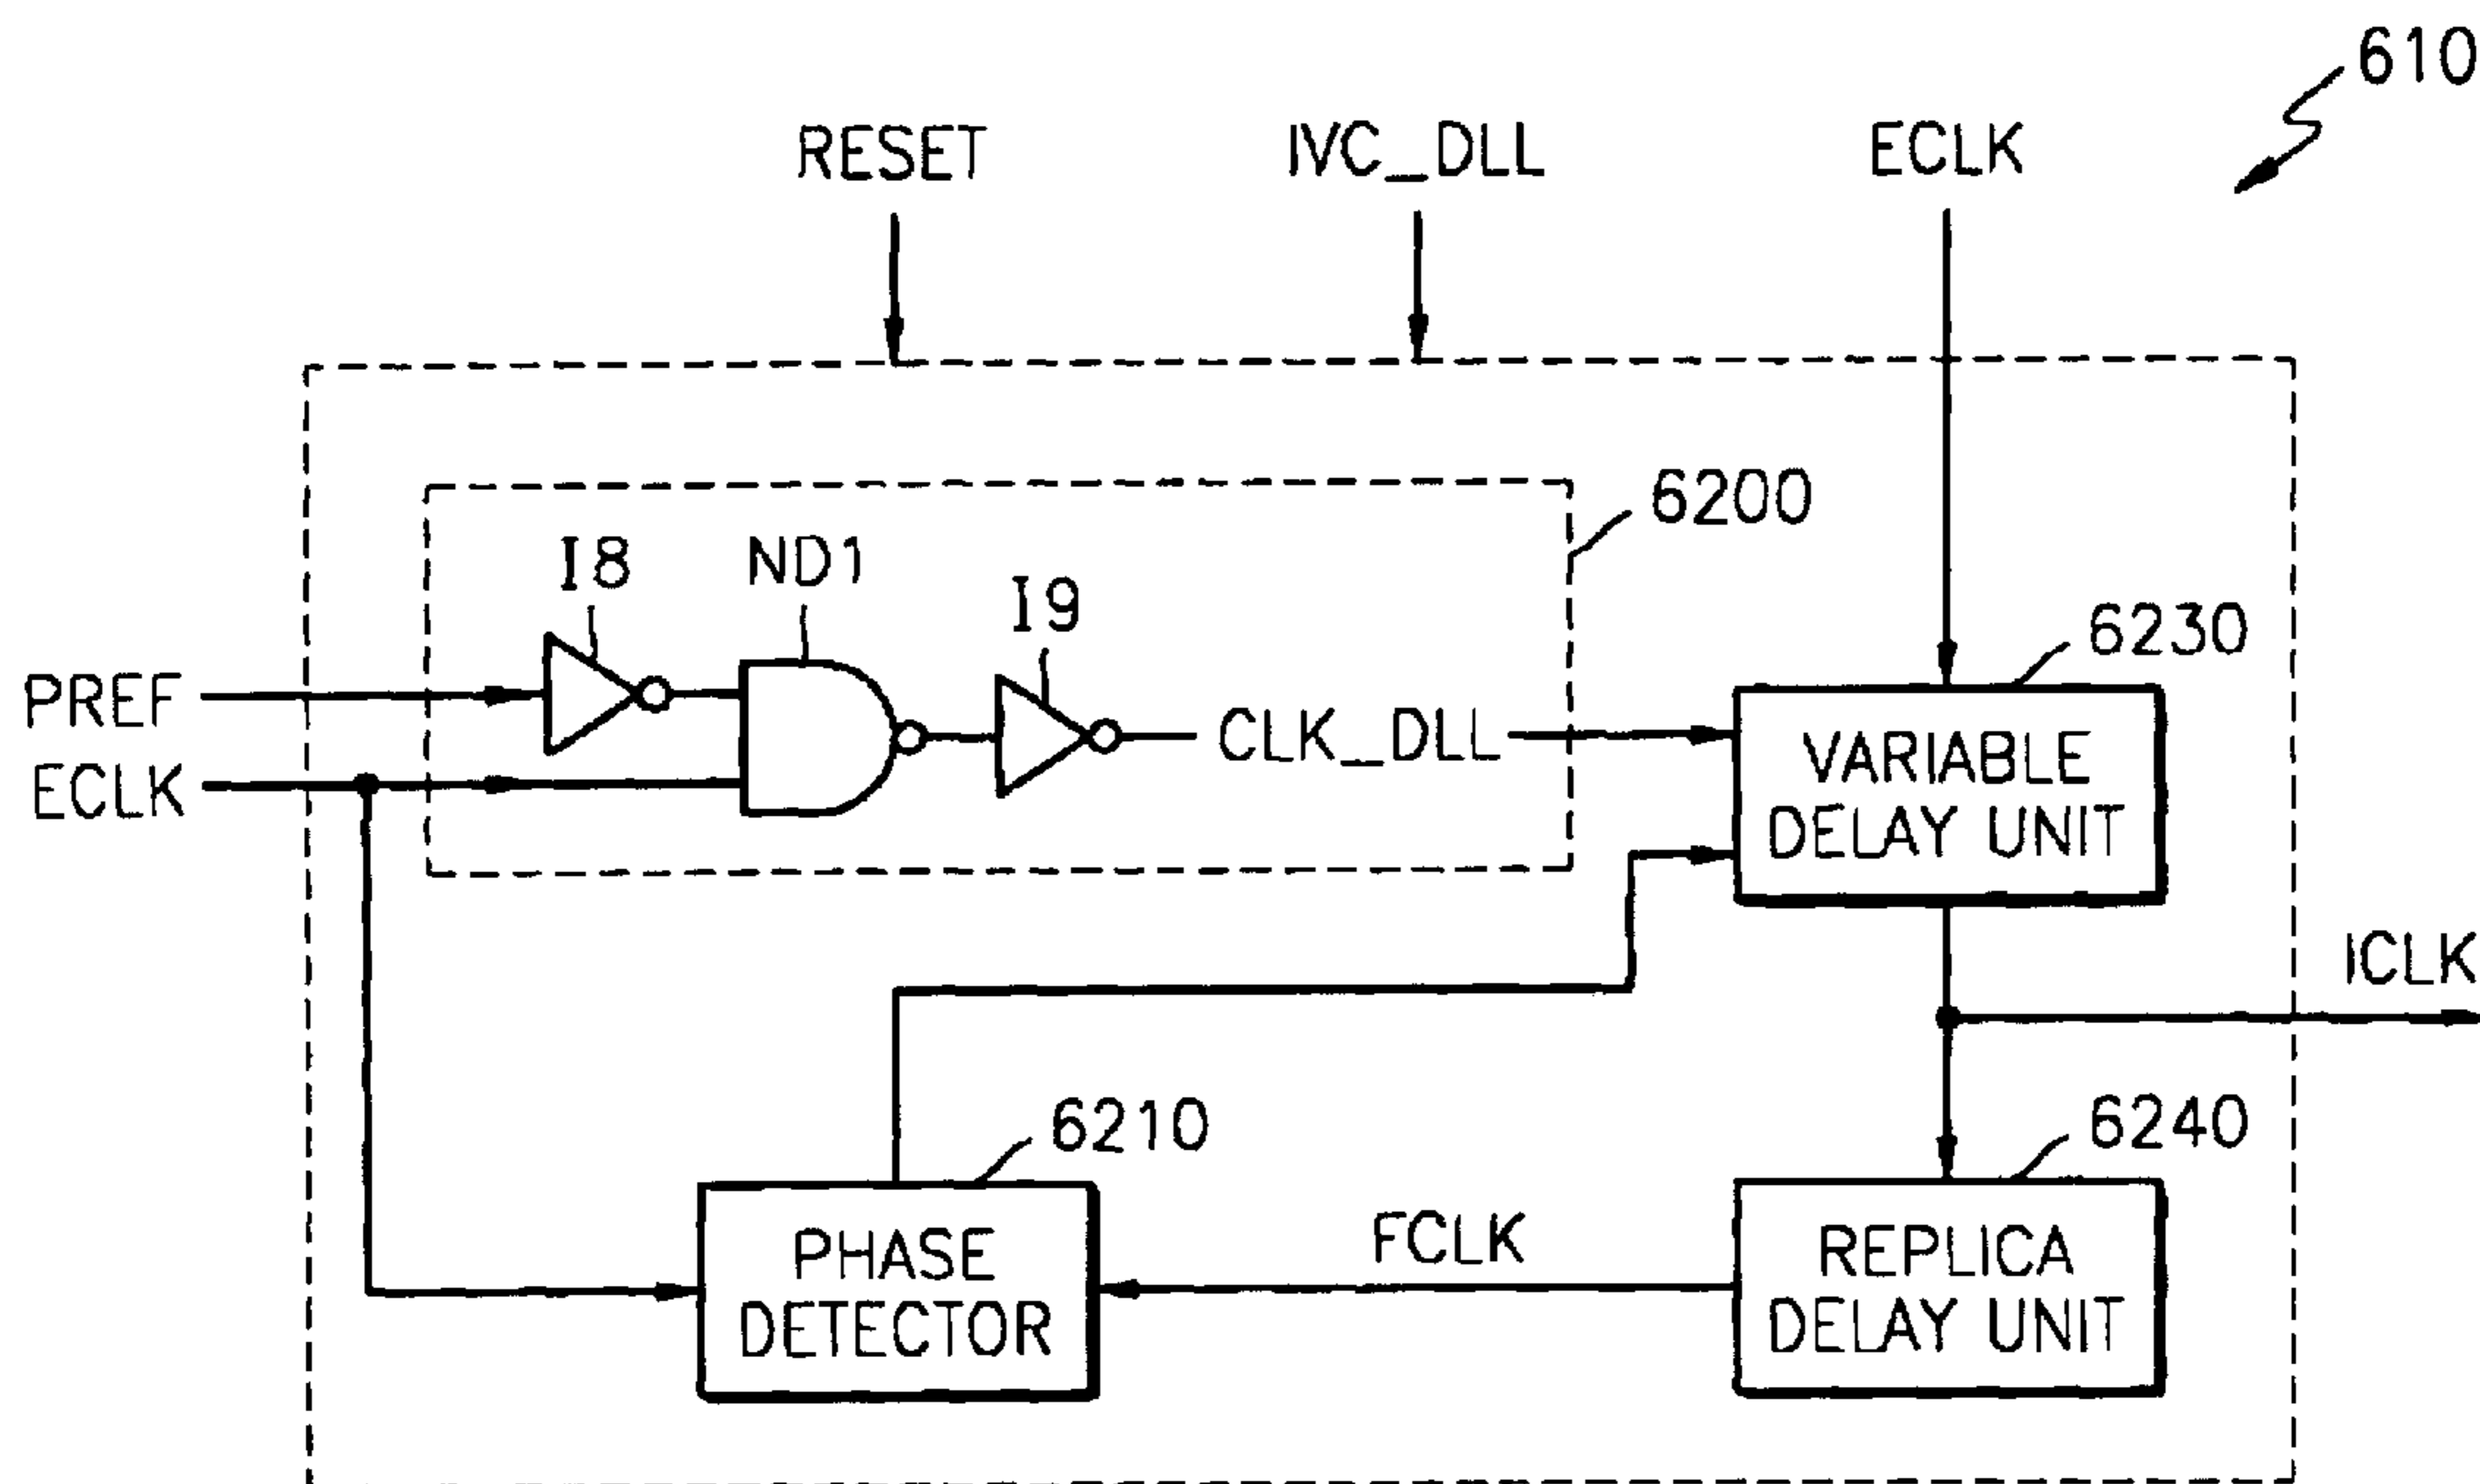 610
RESET
IVC_DLL
ECLK
6200
I8
ND1
I9
6230
PREF
ECLK
CLK_DLL
VARIABLE
DELAY UNIT
ICLK
6210
6240
PHASE
DETECTOR
FCLK
REPLICA
DELAY UNIT